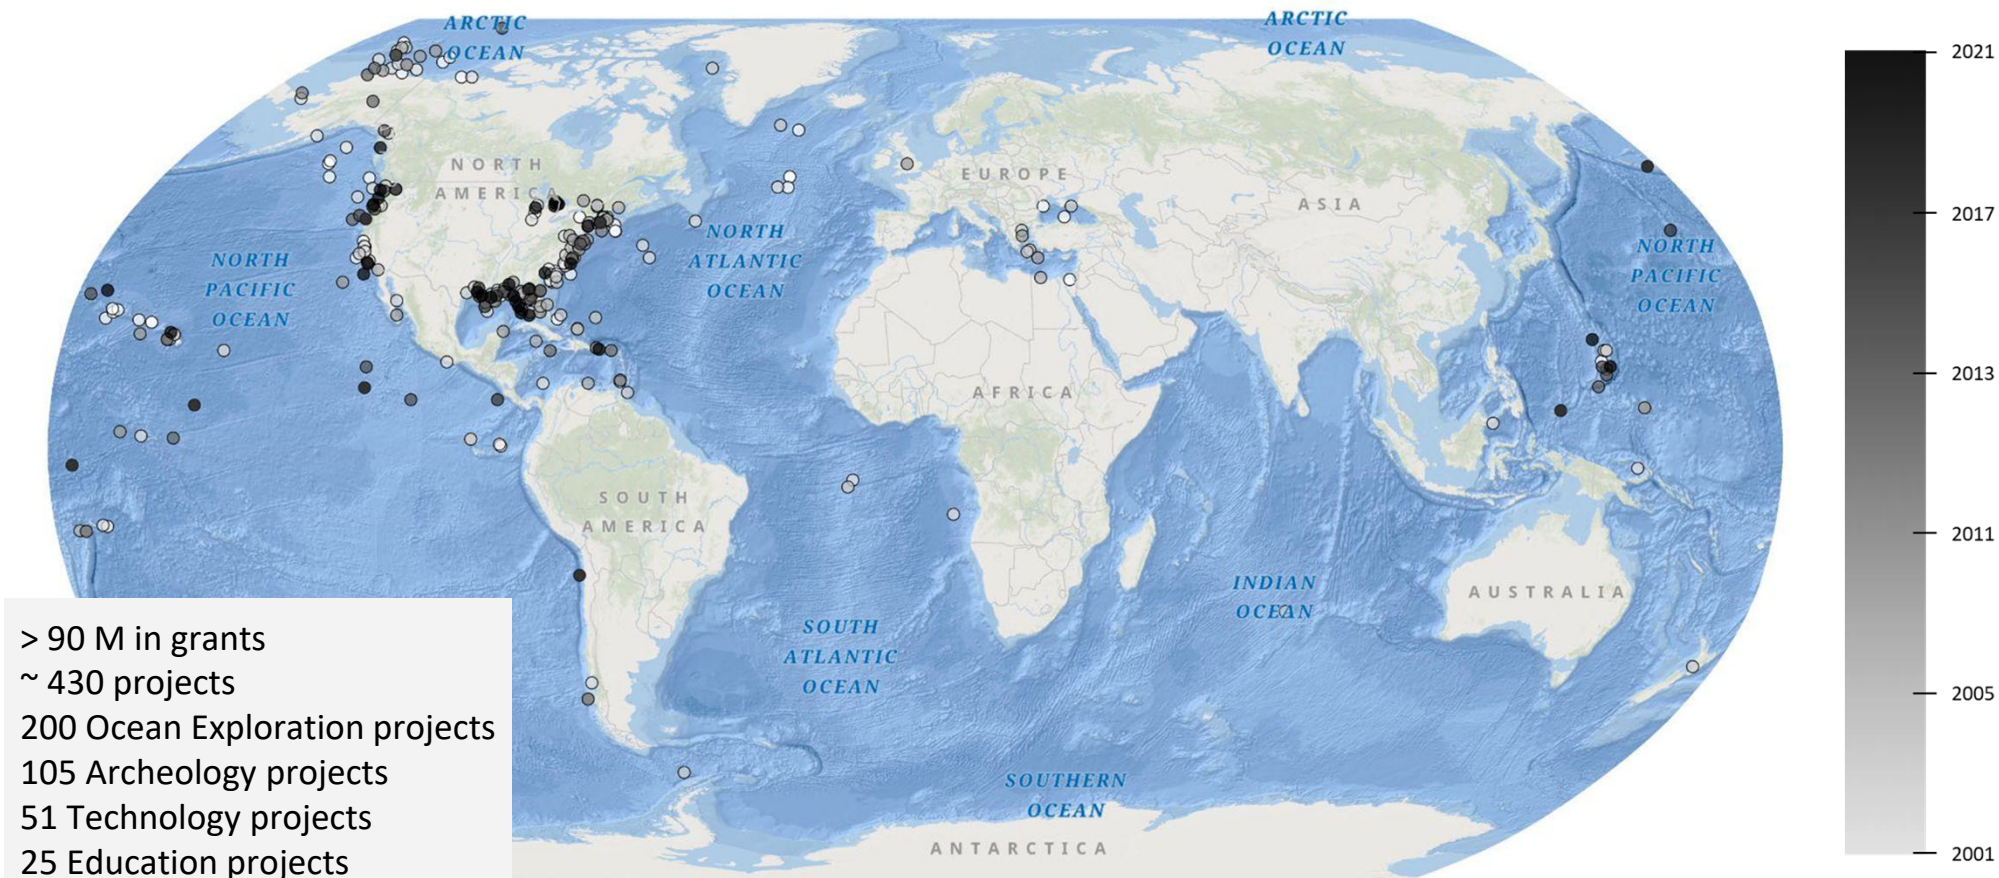 ARCTIC
OCEAN
ARCTIC
OCEAN
NORTH
AMERICA
EUROPE
ASIA
NORTH
PACIFIC
OCEAN
NORTH
ATLANTIC
OCEAN
NORTH
PACIFIC
OCEAN
AFRICA
SOUTH
AMERICA
INDIAN
OCEAN
AUSTRALIA
SOUTH
ATLANTIC
OCEAN
SOUTHERN
OCEAN
ANTARCTICA
> 90 M in grants
~ 430 projects
200 Ocean Exploration projects
105 Archeology projects
51 Technology projects
25 Education projects
2021
2017
2013
2011
2005
2001